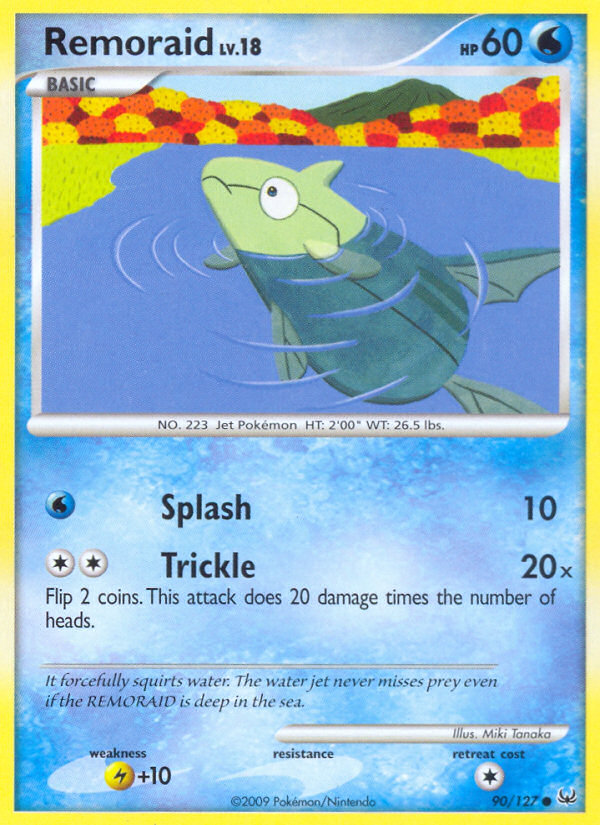 Remoraid LV.18 HP 60
BASIC
NO. 223 Jet Pokémon HT: 2'00" WT: 26.5 lbs.
Splash 10
Trickle 20x
Flip 2 coins. This attack does 20 damage times the number of
heads.
It forcefully squirts water. The water jet never misses prey even
if the REMORAID is deep in the sea.
Illus. Miki Tanaka
weakness resistance retreat cost
+10
©2009 Pokémon/Nintendo 90/127